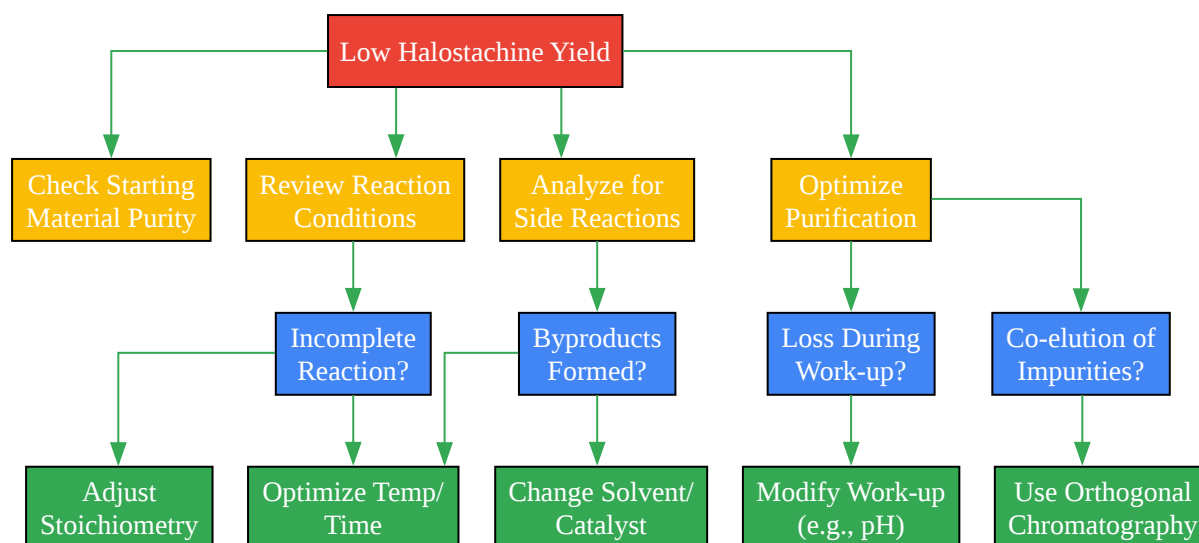 Low Halostachine Yield
Check Starting
Material Purity
Review Reaction
Conditions
Analyze for
Side Reactions
Optimize
Purification
Incomplete
Reaction?
Byproducts
Formed?
Loss During
Work-up?
Co-elution of
Impurities?
Adjust
Stoichiometry
Optimize Temp/
Time
Change Solvent/
Catalyst
Modify Work-up
(e.g., pH)
Use Orthogonal
Chromatography